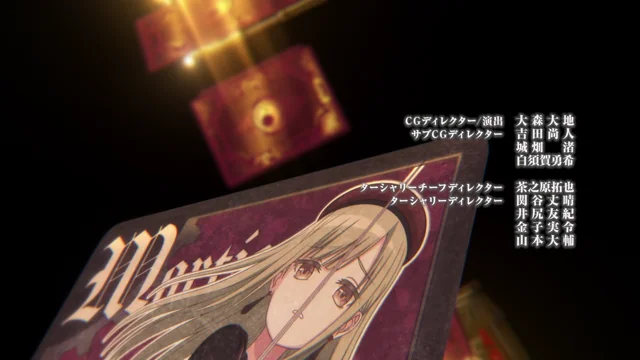 CGディレクター/演出 大森大地
サブCGディレクター 吉田尚人
城畑 渚
白須賀勇希
ターシャリーチーフディレクター 茶之原拓也
ターシャリーディレクター 関谷丈晴
井尻友紀
金子実令
山本大輔